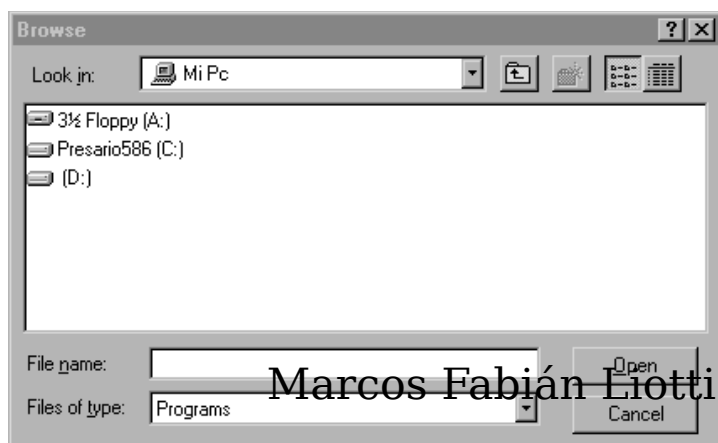 Browse
Look in: Mi Pc
3½ Floppy (A:)
Presario586 (C:)
(D:)
File name: Open
Marcos Fabián Liotti
Files of type: Programs Cancel